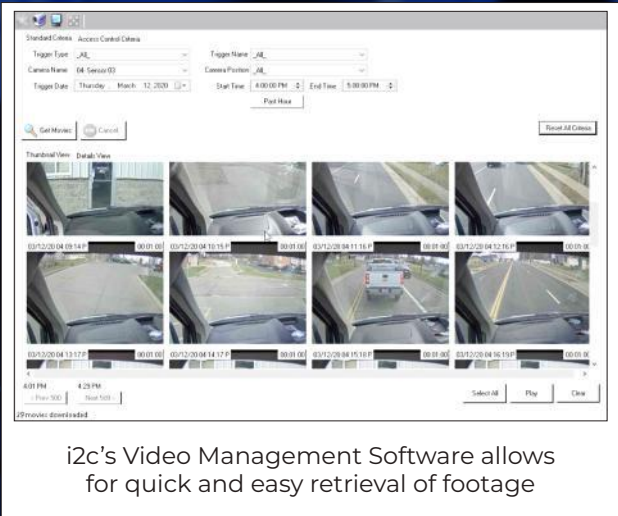 Standard Criteria Access Control Criteria
Trigger Type _All_ Trigger Name _All_
Camera Name 04: Sensor 03 Camera Position _All_
Trigger Date Thursday , March 12, 2020 Start Time 4:00:00 PM End Time 5:00:00 PM
Past Hour
Get Movies Cancel Reset All Criteria
Thumbnail View Details View
03/12/20 04:09:14 P 00:01:00 03/12/20 04:10:15 P 00:01:00 03/12/20 04:11:16 P 00:01:00 03/12/20 04:12:16 P 00:01:0
03/12/20 04:13:17 P 00:01:00 03/12/20 04:14:17 P 00:01:00 03/12/20 04:15:18 P 00:01:00 03/12/20 04:16:19 P 00:01:0
4:01 PM 4:29 PM
< Prev 500 Next 500 > Select All Play Clear
29 movies downloaded
i2c's Video Management Software allows
for quick and easy retrieval of footage